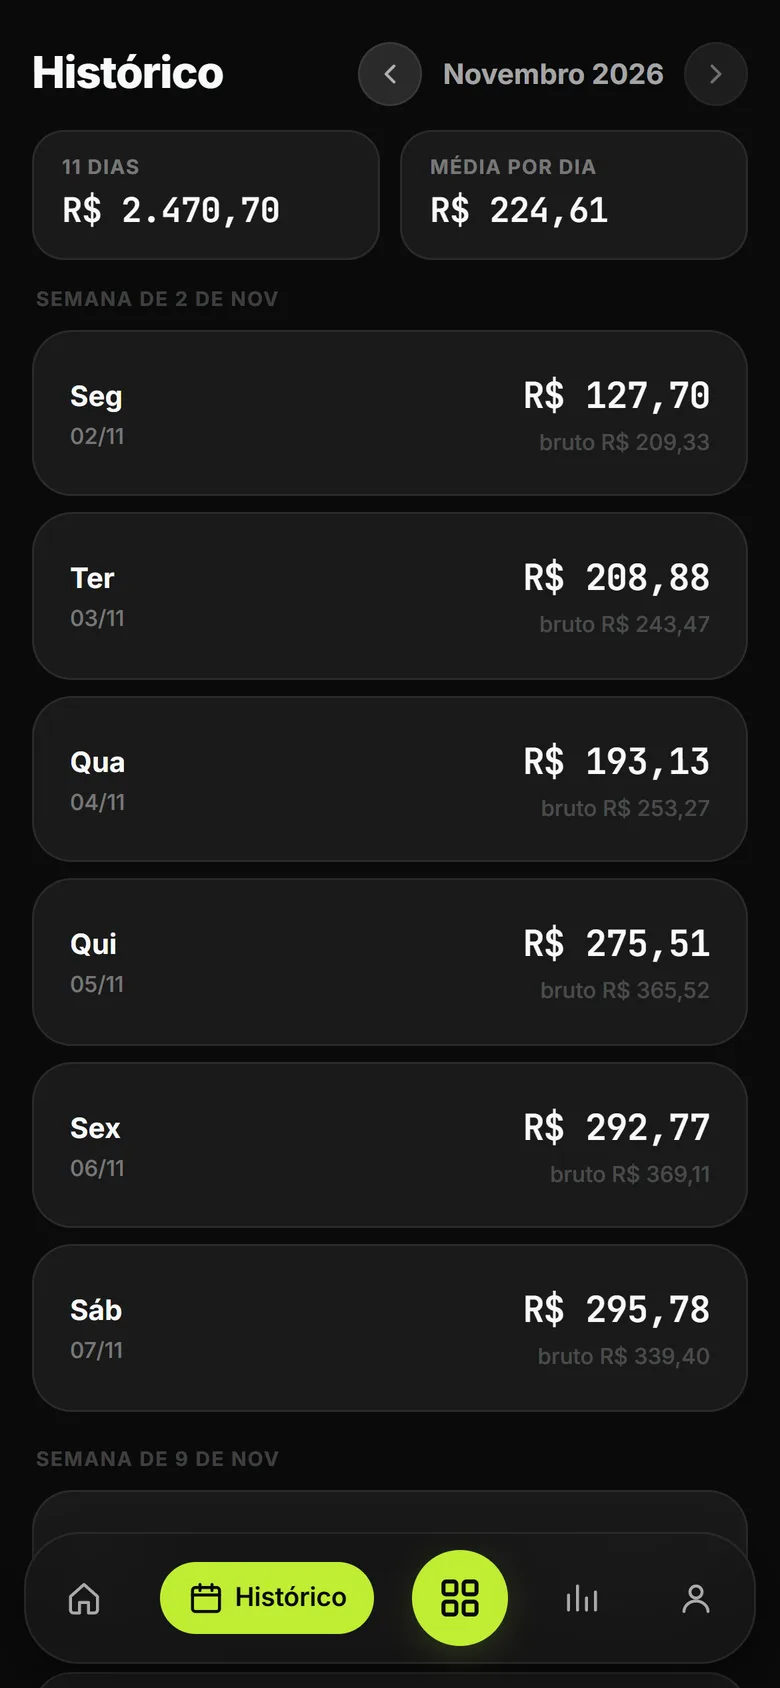 Histórico
Novembro 2026
11 DIAS
R$ 2.470,70
MÉDIA POR DIA
R$ 224,61
SEMANA DE 2 DE NOV
Seg
02/11
R$ 127,70
bruto R$ 209,33
Ter
03/11
R$ 208,88
bruto R$ 243,47
Qua
04/11
R$ 193,13
bruto R$ 253,27
Qui
05/11
R$ 275,51
bruto R$ 365,52
Sex
06/11
R$ 292,77
bruto R$ 369,11
Sáb
07/11
R$ 295,78
bruto R$ 339,40
SEMANA DE 9 DE NOV
Histórico